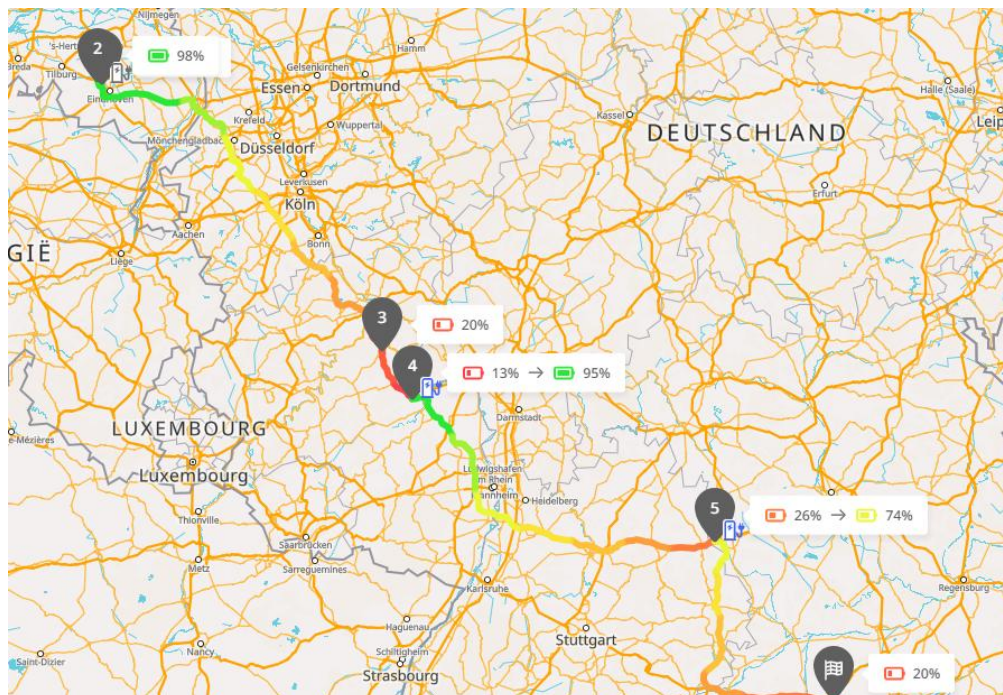 Nijmegen
2
98%
's-Hert
Hamm
Tilburg
Gelsenkirchen
Essen
Dortmund
Halle (Saale)
Eindhoven
Krefeld
Kassel
Wuppertal
DEUTSCHLAND
Leip
Mönchengladbac
Düsseldorf
Leverkusen
Erfurt
Köln
Aachen
Bonn
GIË
Liège
3
20%
4
13% → 95%
LUXEMBOURG
Darmstadt
Luxembourg
Ludwigshafen
am Rhein
Mannheim
Heidelberg
5
26% → 74%
Thionville
Saarbrücken
Metz
Sarreguemines
Karlsruhe
Regensburg
Haguenau
Stuttgart
Nancy
Schiltigheim
Saint-Dizier
Strasbourg
20%